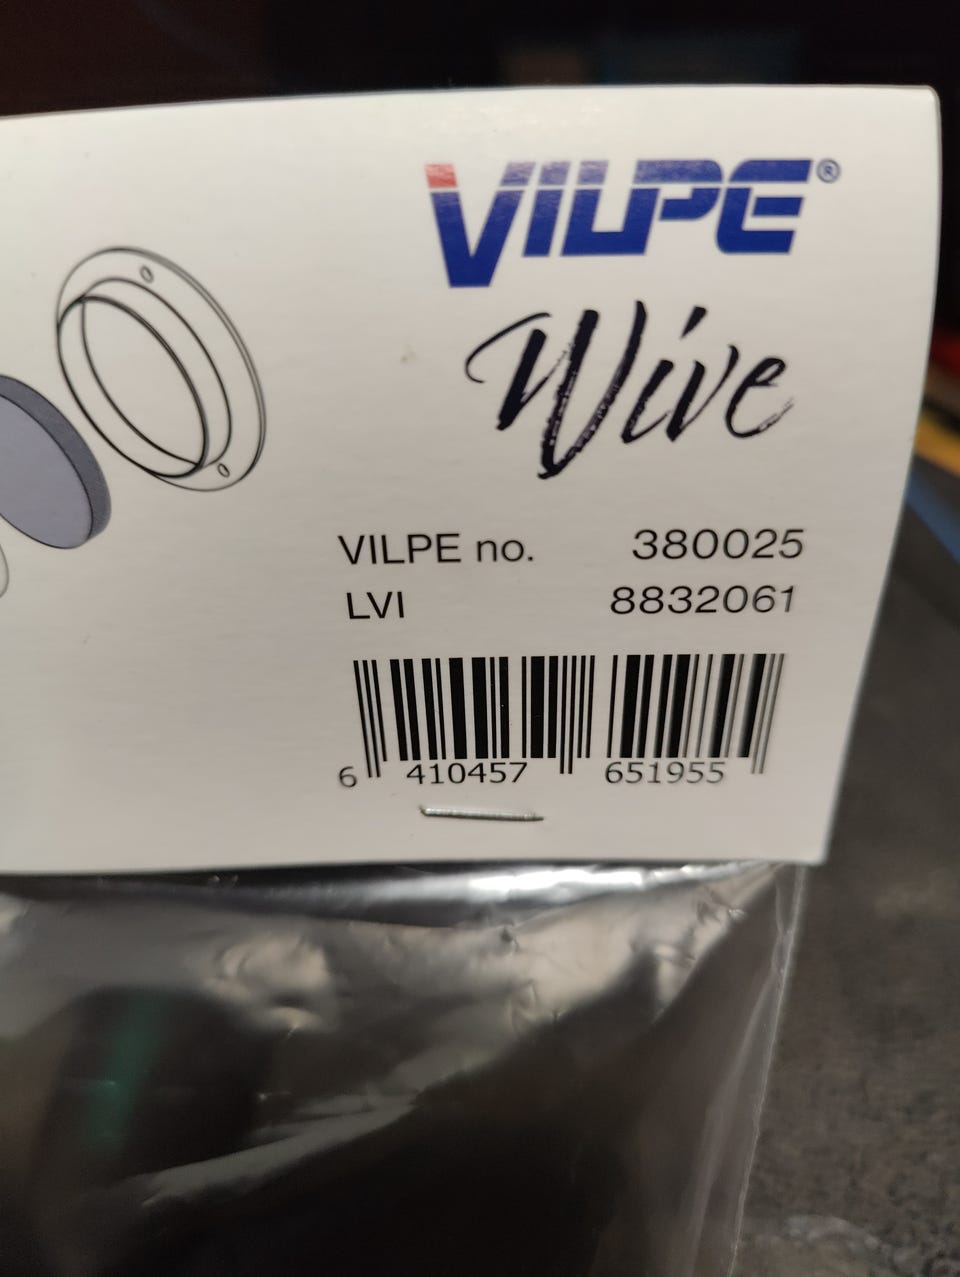 VILPE®
Wive
VILPE no. 380025
LVI 8832061
6 410457 651955